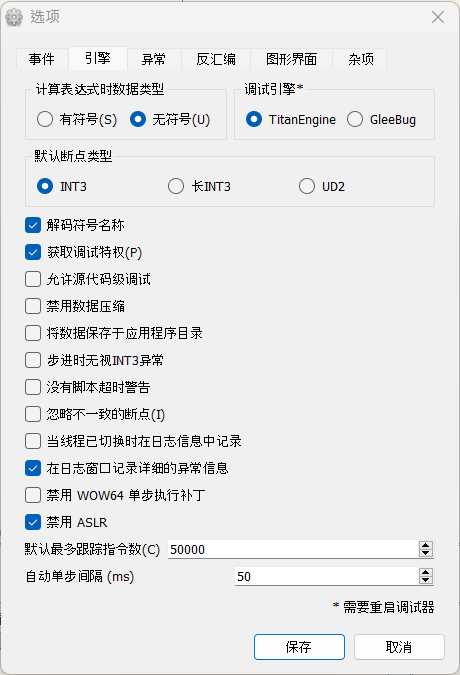 选项
事件 引擎 异常 反汇编 图形界面 杂项
计算表达式时数据类型 调试引擎*
有符号(S) 无符号(U) TitanEngine GleeBug
默认断点类型
INT3 长INT3 UD2
解码符号名称
获取调试特权(P)
允许源代码级调试
禁用数据压缩
将数据保存于应用程序目录
步进时无视INT3异常
没有脚本超时警告
忽略不一致的断点(I)
当线程已切换时在日志信息中记录
在日志窗口记录详细的异常信息
禁用 WOW64 单步执行补丁
禁用 ASLR
默认最多跟踪指令数(C) 50000
自动单步间隔 (ms) 50
* 需要重启调试器
保存 取消